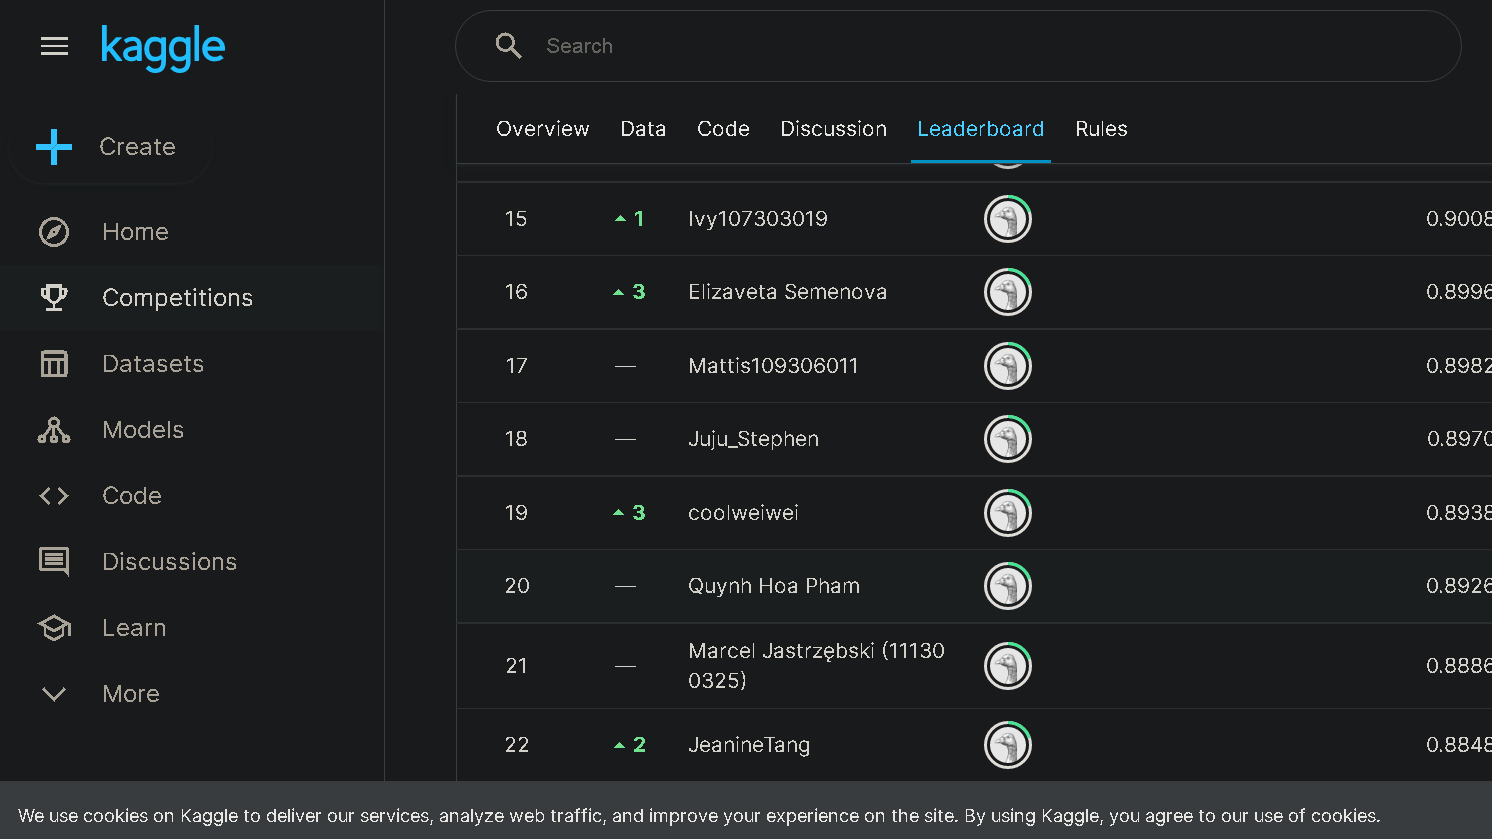 kaggle
Search
Create
Home
Competitions
Datasets
Models
Code
Discussions
Learn
More
Overview Data Code Discussion Leaderboard Rules
15 1 Ivy107303019 0.9008
16 3 Elizaveta Semenova 0.8996
17 — Mattis109306011 0.8982
18 — Juju_Stephen 0.8970
19 3 coolweiwei 0.8938
20 — Quynh Hoa Pham 0.8926
21 — Marcel Jastrzębski (11130
0325) 0.8886
22 2 JeanineTang 0.8848
We use cookies on Kaggle to deliver our services, analyze web traffic, and improve your experience on the site. By using Kaggle, you agree to our use of cookies.